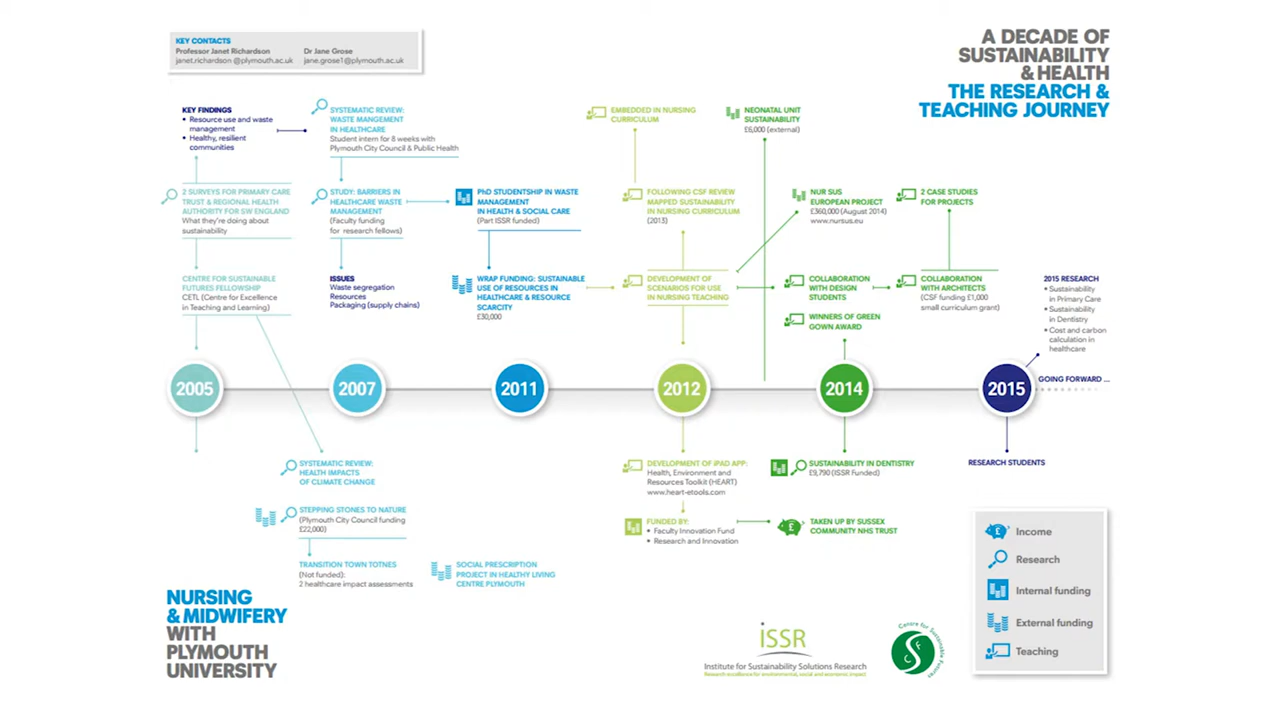 KEY CONTACTS
Professor Janet Richardson
janet.richardson @plymouth.ac.uk
Dr Jane Grose
jane.grose1@plymouth.ac.uk
A DECADE OF
SUSTAINABILITY
& HEALTH
THE RESEARCH &
TEACHING JOURNEY
KEY FINDINGS
• Resource use and waste
management
• Healthy, resilient
communities
SYSTEMATIC REVIEW:
WASTE MANGEMENT
IN HEALTHCARE
Student intern for 8 weeks with
Plymouth City Council & Public Health
EMBEDDED IN NURSING
CURRICULUM
NEONATAL UNIT
SUSTAINABILITY
£6,000 (external)
2 SURVEYS FOR PRIMARY CARE
TRUST & REGIONAL HEALTH
AUTHORITY FOR SW ENGLAND
What they're doing about
sustainability
STUDY: BARRIERS IN
HEALTHCARE WASTE
MANAGEMENT
(Faculty funding
for research fellows)
PhD STUDENTSHIP IN WASTE
MANAGEMENT
IN HEALTH & SOCIAL CARE
(Part ISSR funded)
FOLLOWING CSF REVIEW
MAPPED SUSTAINABILITY
IN NURSING CURRICULUM
(2013)
NUR SUS
EUROPEAN PROJECT
£360,000 (August 2014)
www.nursus.eu
2 CASE STUDIES
FOR PROJECTS
CENTRE FOR SUSTAINABLE
FUTURES FELLOWSHIP
CETL (Centre for Excellence
in Teaching and Learning)
ISSUES
Waste segregation
Resources
Packaging (supply chains)
WRAP FUNDING: SUSTAINABLE
USE OF RESOURCES IN
HEALTHCARE & RESOURCE
SCARCITY
£30,000
DEVELOPMENT OF
SCENARIOS FOR USE
IN NURSING TEACHING
COLLABORATION
WITH DESIGN
STUDENTS
WINNERS OF GREEN
GOWN AWARD
COLLABORATION
WITH ARCHITECTS
(CSF funding £1,000
small curriculum grant)
2015 RESEARCH
• Sustainability
in Primary Care
• Sustainability
in Dentistry
• Cost and carbon
calculation in
healthcare
2005
2007
2011
2012
2014
2015
GOING FORWARD ...
SYSTEMATIC REVIEW:
HEALTH IMPACTS
OF CLIMATE CHANGE
STEPPING STONES TO NATURE
(Plymouth City Council funding
£22,000)
TRANSITION TOWN TOTNES
(Not funded):
2 healthcare impact assessments
SOCIAL PRESCRIPTION
PROJECT IN HEALTHY LIVING
CENTRE PLYMOUTH
DEVELOPMENT OF iPAD APP:
Health, Environment and
Resources Toolkit (HEART)
www.heart-etools.com
FUNDED BY:
• Faculty Innovation Fund
• Research and Innovation
SUSTAINABILITY IN DENTISTRY
£9,790 (ISSR Funded)
£
TAKEN UP BY SUSSEX
COMMUNITY NHS TRUST
RESEARCH STUDENTS
£
Income
Research
Internal funding
External funding
Teaching
NURSING
& MIDWIFERY
WITH
PLYMOUTH
UNIVERSITY
iSSR
Institute for Sustainability Solutions Research
Research excellence for environmental, social and economic impact
Centre for Sustainable Futures
CSF